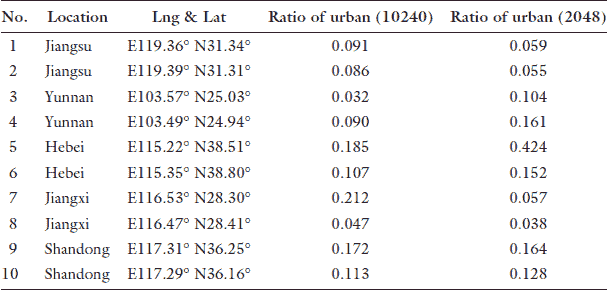 No. Location Lng & Lat Ratio of urban (10240) Ratio of urban (2048)
1 Jiangsu E119.36° N31.34° 0.091 0.059
2 Jiangsu E119.39° N31.31° 0.086 0.055
3 Yunnan E103.57° N25.03° 0.032 0.104
4 Yunnan E103.49° N24.94° 0.090 0.161
5 Hebei E115.22° N38.51° 0.185 0.424
6 Hebei E115.35° N38.80° 0.107 0.152
7 Jiangxi E116.53° N28.30° 0.212 0.057
8 Jiangxi E116.47° N28.41° 0.047 0.038
9 Shandong E117.31° N36.25° 0.172 0.164
10 Shandong E117.29° N36.16° 0.113 0.128